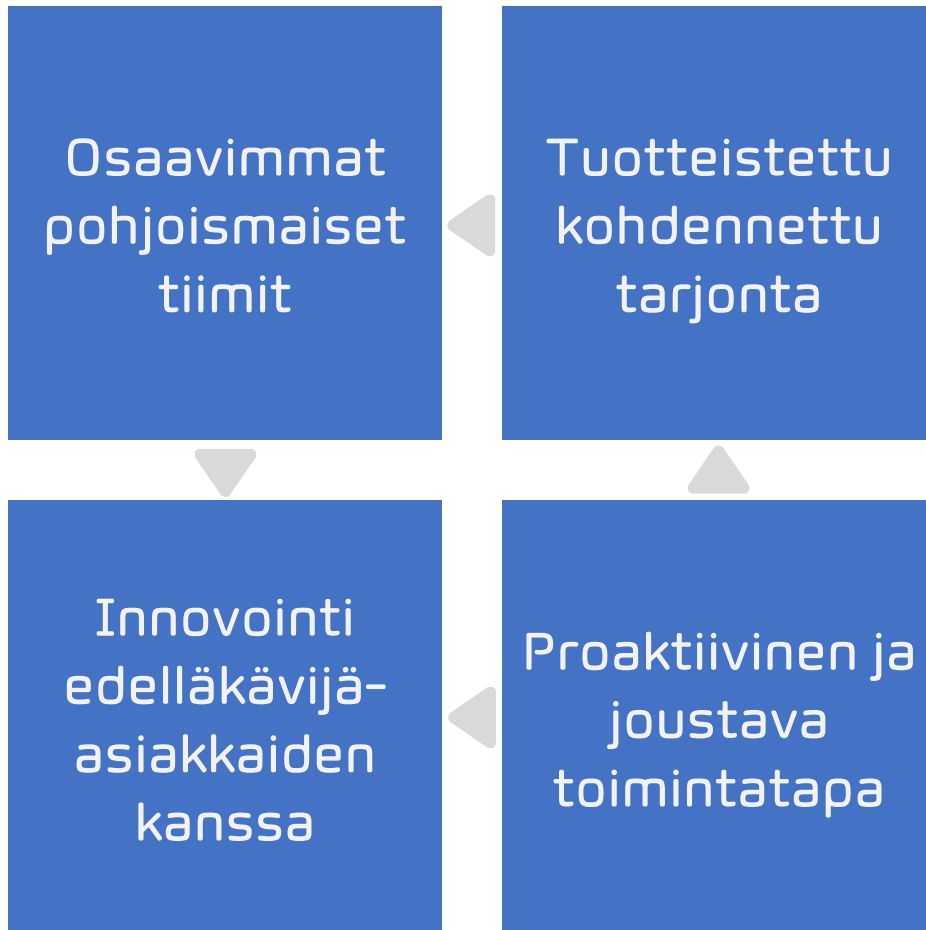 Osaavimmat
pohjoismaiset
tiimit
Tuotteistettu
kohdennettu
tarjonta
Innovointi
edelläkävijä-
asiakkaiden
kanssa
Proaktiivinen ja
joustava
toimintatapa